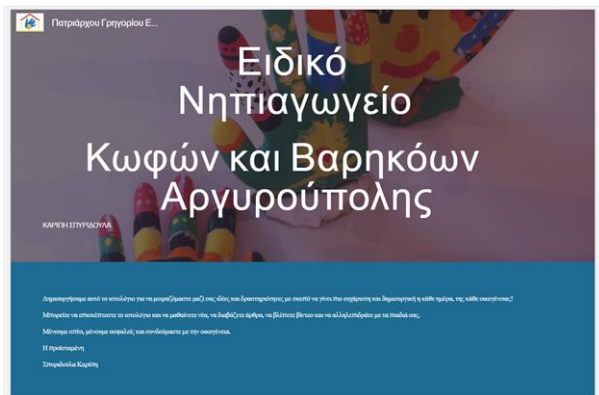 Πατριάρχου Γρηγορίου Ε...
Ειδικό
Νηπιαγωγείο
Κωφών και Βαρηκόων
Αργυρούπολης
ΚΑΡΙΠΗ ΣΠΥΡΙΔΟΥΛΑ
Δημιουργήσαμε αυτό το ιστολόγιο για να μοιραζόμαστε μαζί σας ιδέες και δραστηριότητες με σκοπό να γίνει πιο ευχάριστη και δημιουργική η κάθε ημέρα, της κάθε οικογένειας!
Μπορείτε να επισκέπτεστε το ιστολόγιο και να μαθαίνετε νέα, να διαβάζετε άρθρα, να βλέπετε βίντεο και να αλληλεπιδράτε με τα παιδιά σας.
Μένουμε σπίτι, μένουμε ασφαλείς και συνδεόμαστε με την οικογένεια.
Η προϊσταμένη
Σπυριδούλα Καρίπη